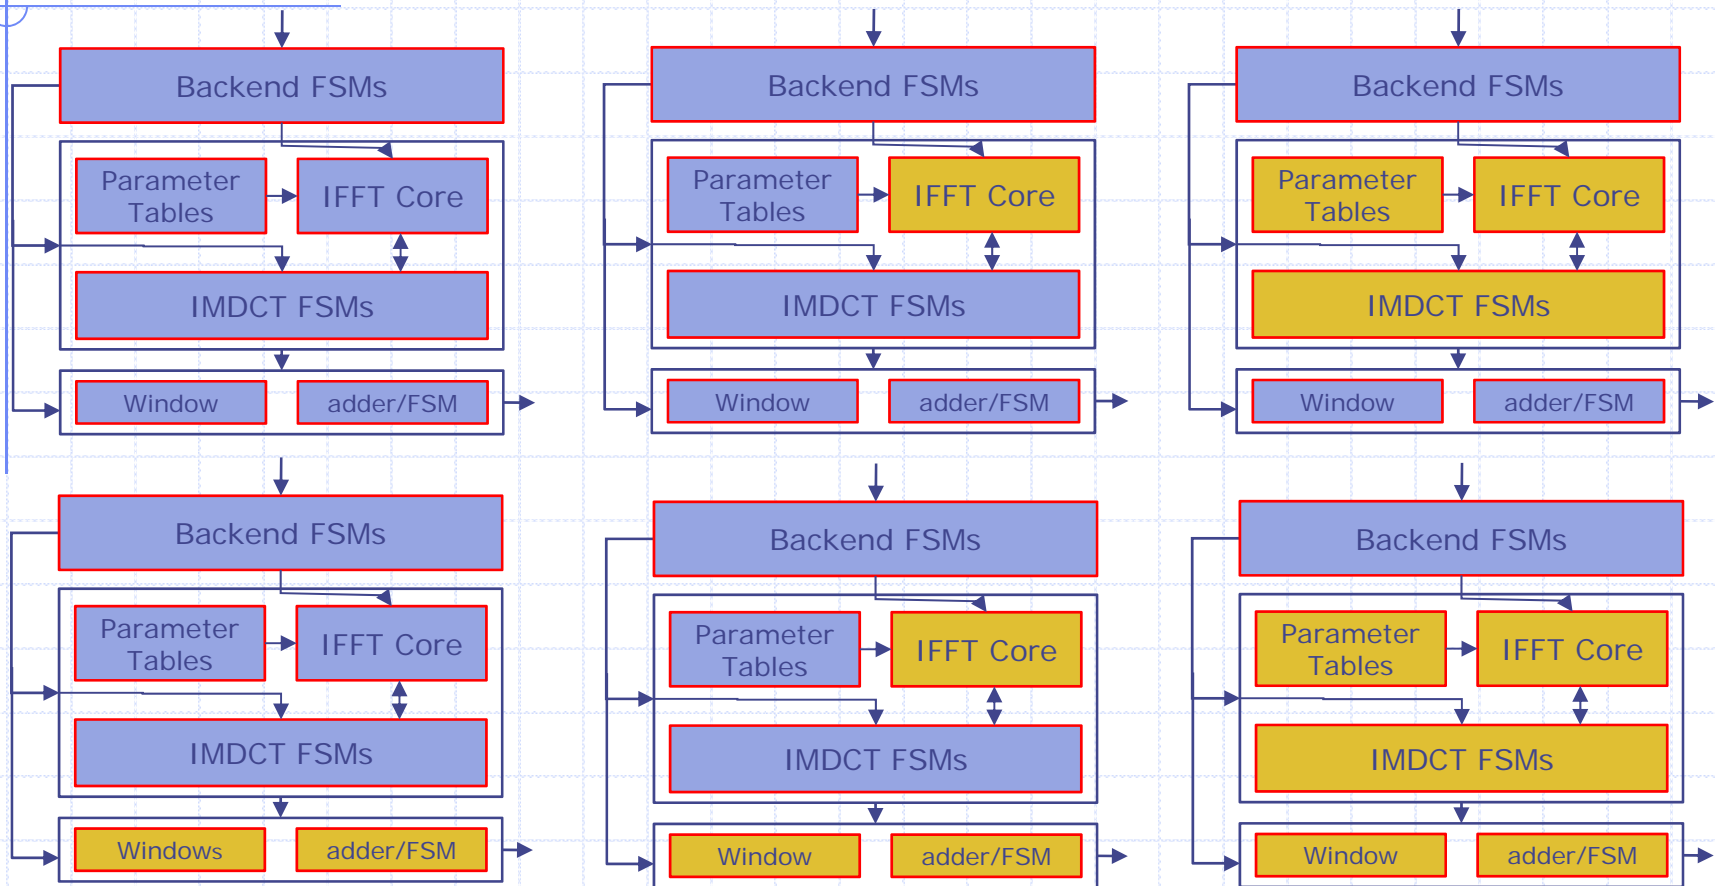 Backend FSMs
Parameter
Tables
IFFT Core
IMDCT FSMs
Window
adder/FSM
Backend FSMs
Parameter
Tables
IFFT Core
IMDCT FSMs
Window
adder/FSM
Backend FSMs
Parameter
Tables
IFFT Core
IMDCT FSMs
Window
adder/FSM
Backend FSMs
Parameter
Tables
IFFT Core
IMDCT FSMs
Windows
adder/FSM
Backend FSMs
Parameter
Tables
IFFT Core
IMDCT FSMs
Window
adder/FSM
Backend FSMs
Parameter
Tables
IFFT Core
IMDCT FSMs
Window
adder/FSM